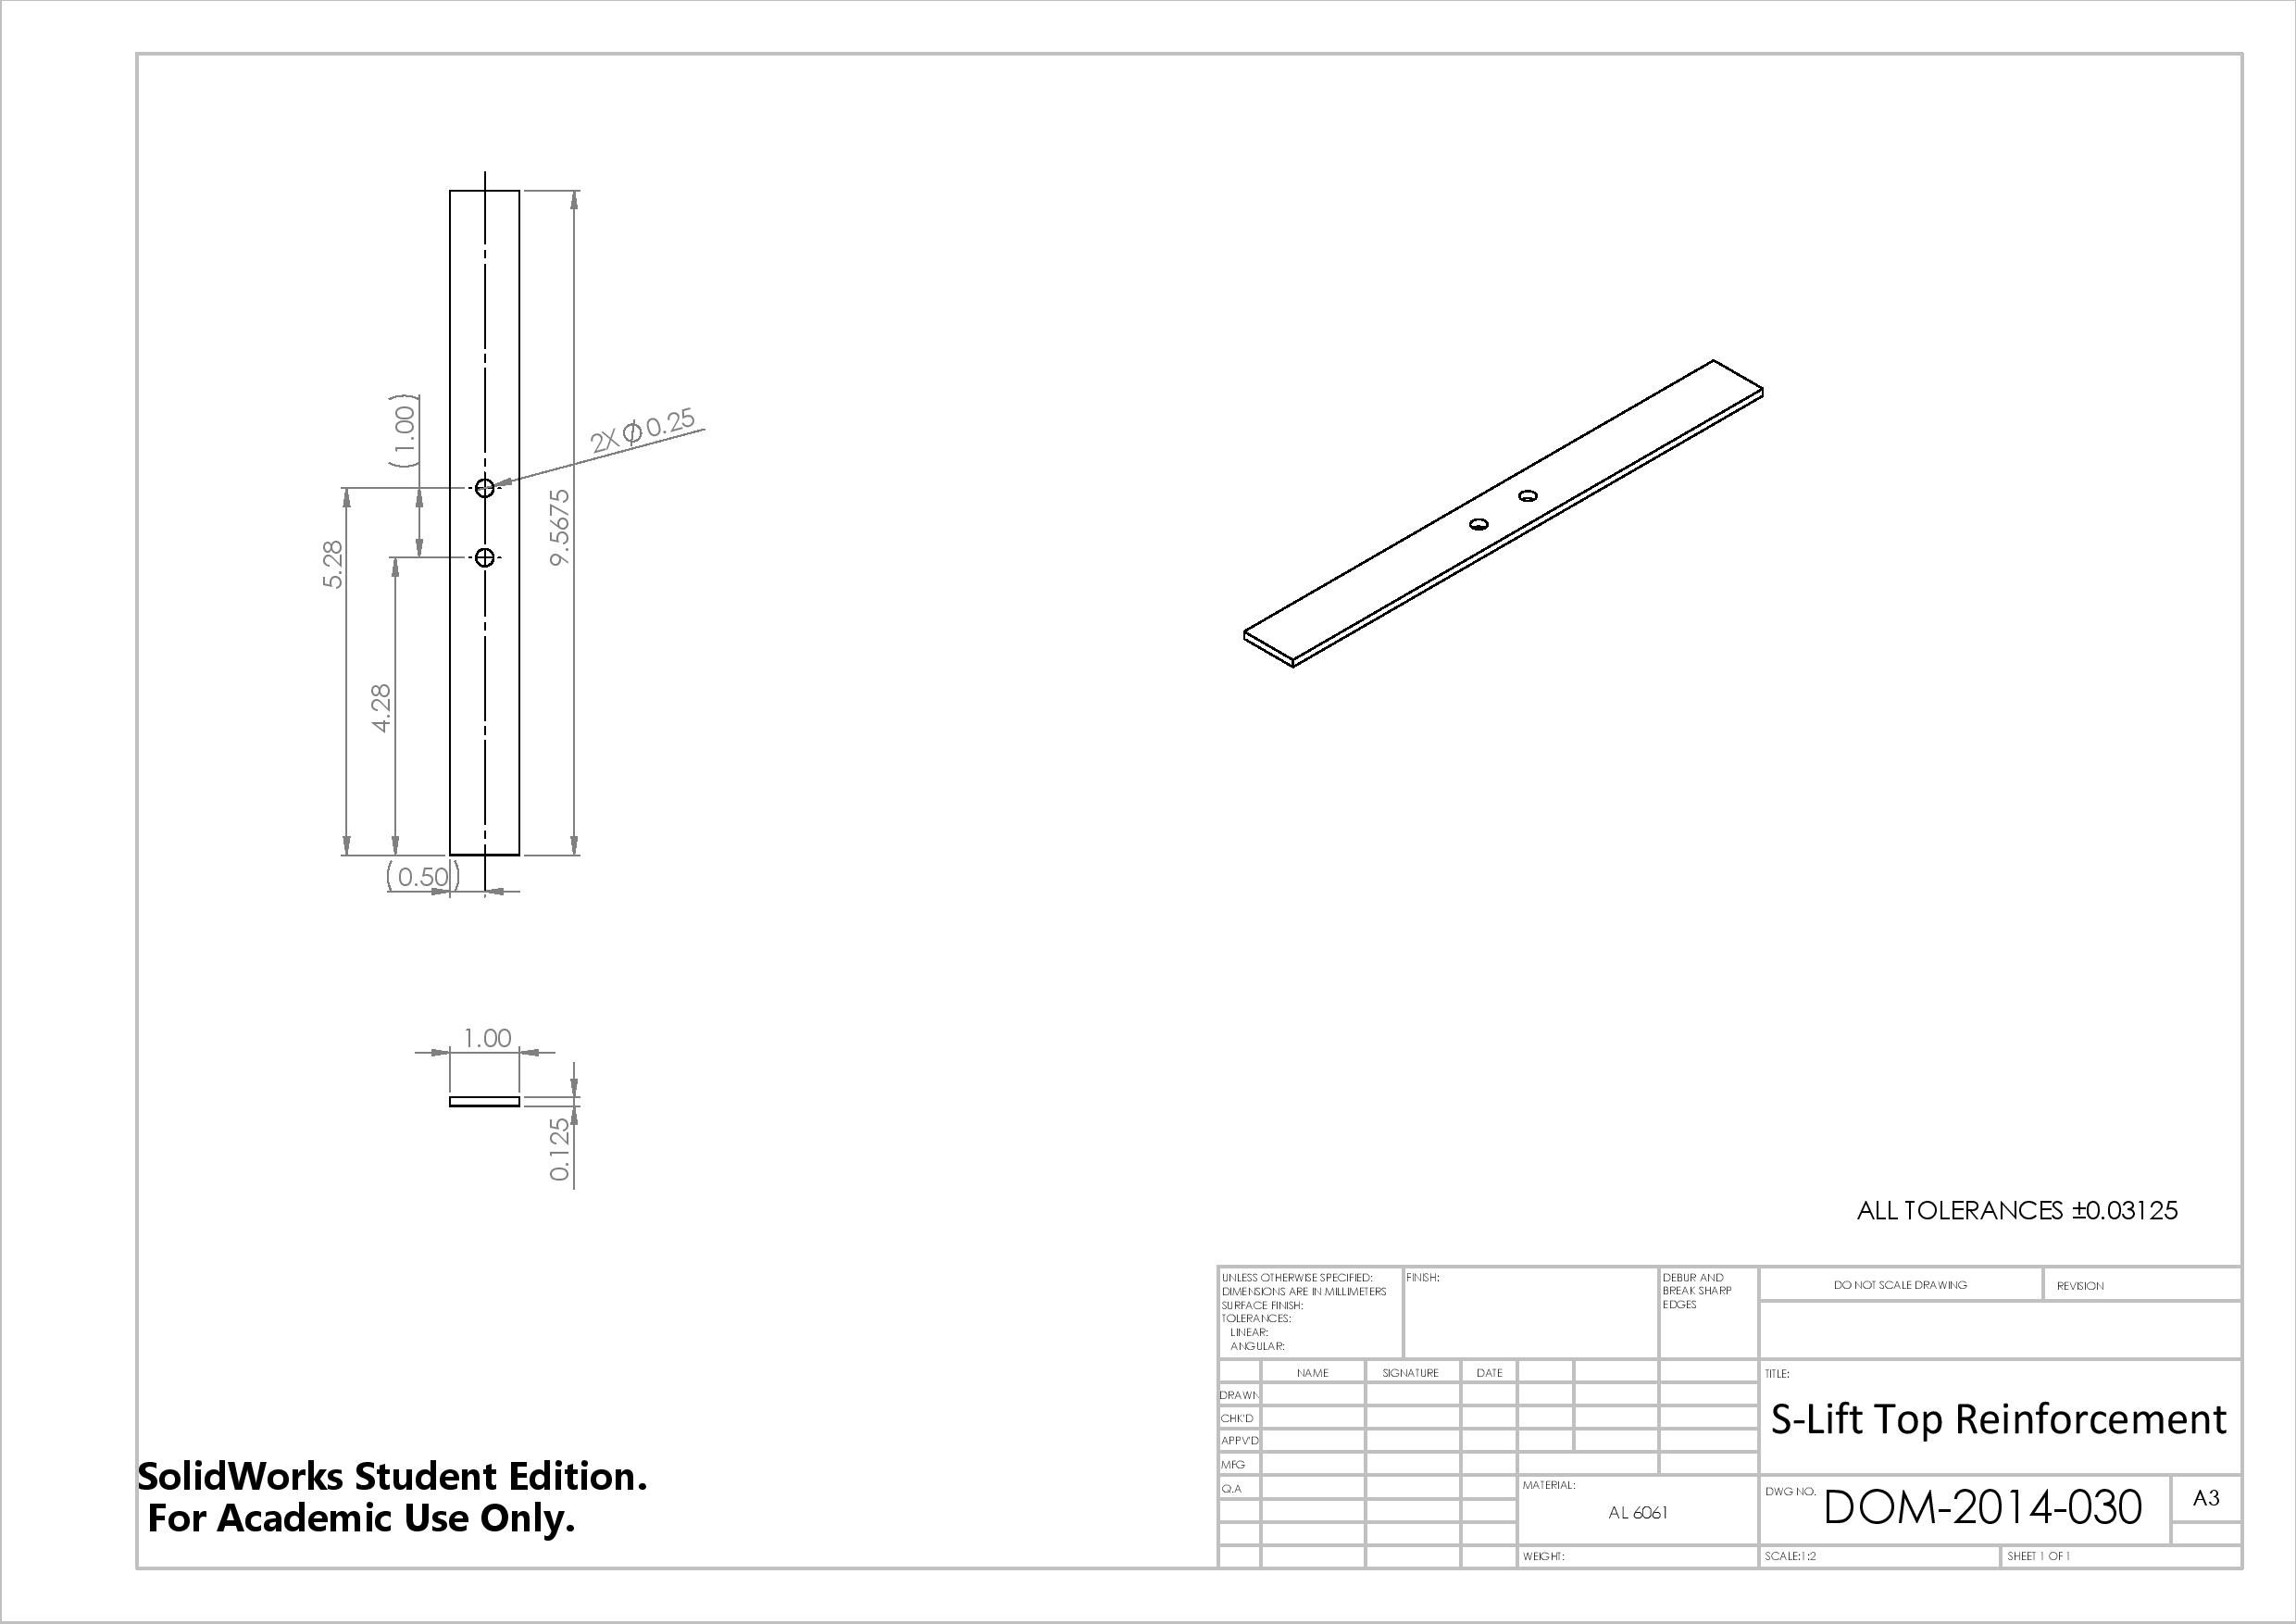 (1.00)
2X⌀0.25
5.28
9.5675
4.28
(0.50)
1.00
0.125
ALL TOLERANCES ±0.03125
UNLESS OTHERWISE SPECIFIED:
DIMENSIONS ARE IN MILLIMETERS
SURFACE FINISH:
TOLERANCES:
LINEAR:
ANGULAR:
FINISH:
DEBUR AND
BREAK SHARP
EDGES
DO NOT SCALE DRAWING
REVISION
NAME
SIGNATURE
DATE
DRAWN
CHK'D
APPV'D
MFG
Q.A
TITLE:
S-Lift Top Reinforcement
MATERIAL:
AL 6061
DWG NO.
DOM-2014-030
A3
WEIGHT:
SCALE:1:2
SHEET 1 OF 1
SolidWorks Student Edition.
For Academic Use Only.